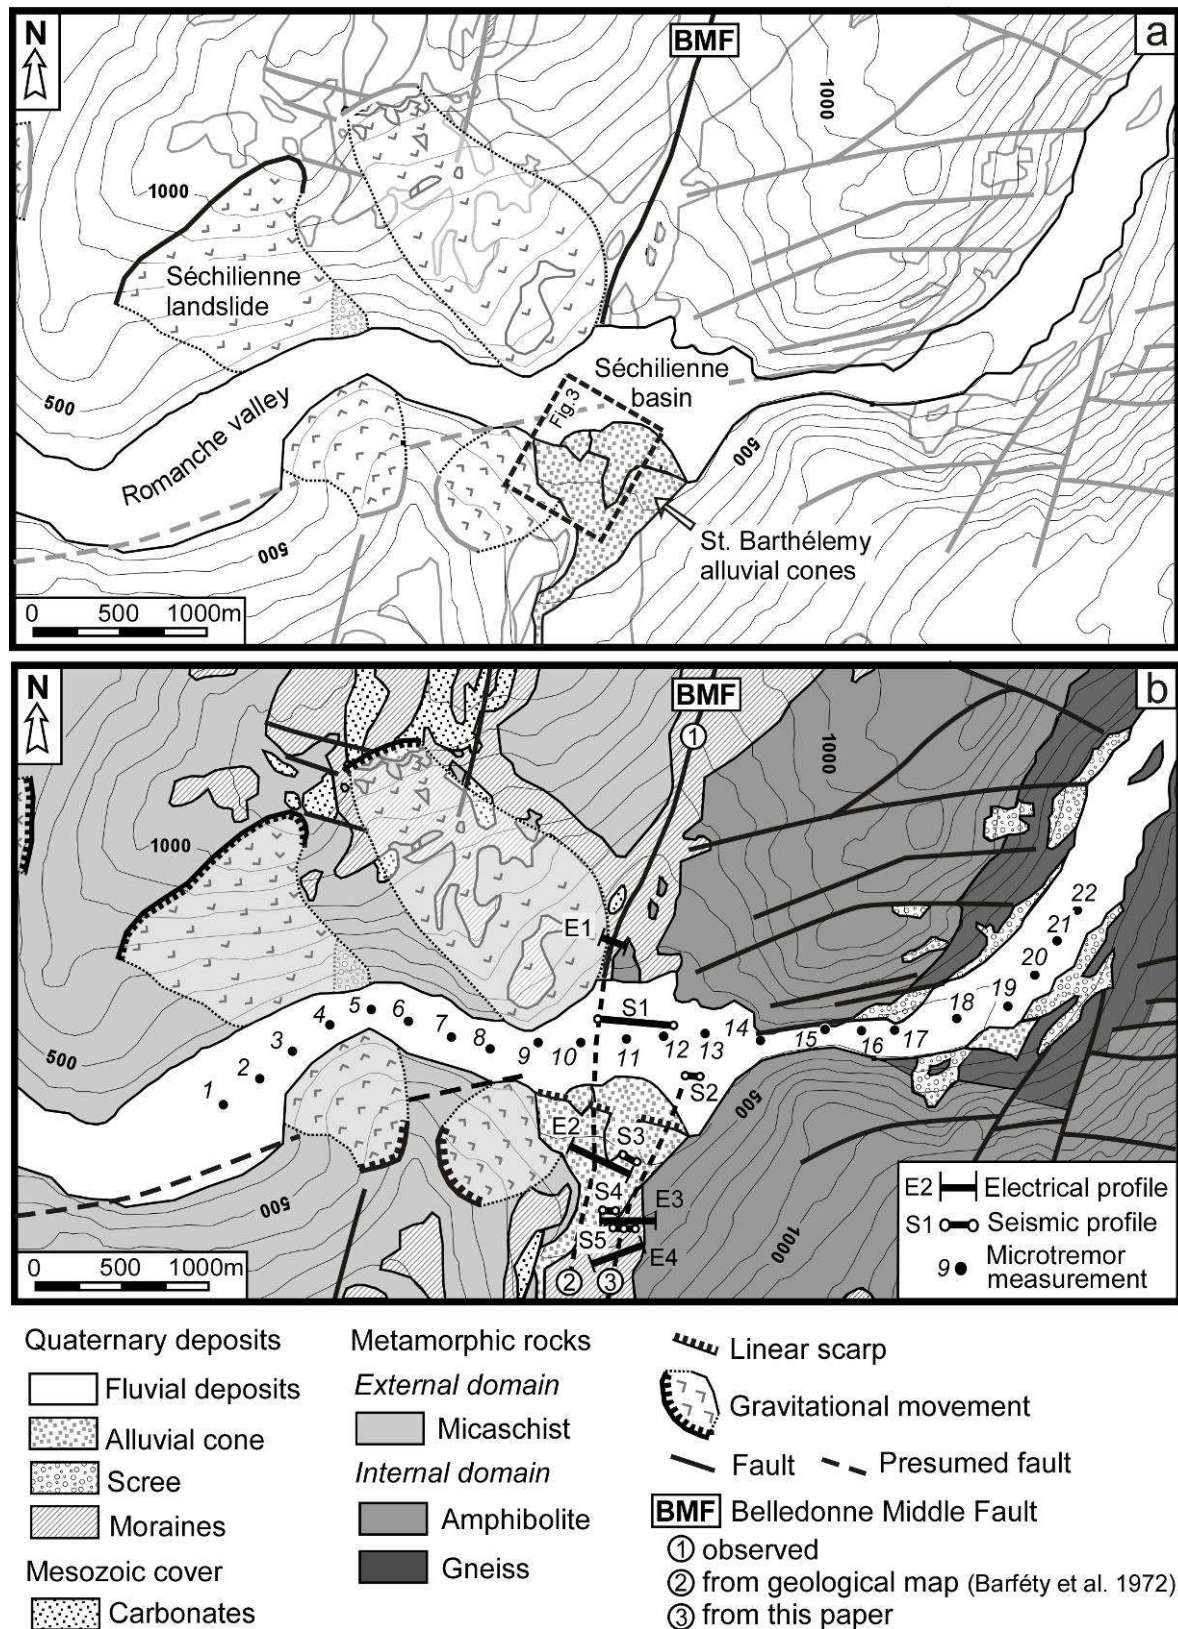 N
BMF
a
1000
1000
Séchilienne
landslide
Séchilienne
basin
Fig.3
500
Romanche valley
500
500
St. Barthélemy
alluvial cones
0 500 1000m
N
BMF
b
1
1000
1000
E1
22
21
20
19
18
17
16
15
14
13
12
11
10
9
8
7
6
5
4
3
2
1
S1
S2
500
500
500
1000
E2
S3
S4
E3
S5
E4
2
3
0 500 1000m
E2 Electrical profile
S1 Seismic profile
9 Microtremor
measurement
Quaternary deposits
Fluvial deposits
Alluvial cone
Scree
Moraines
Mesozoic cover
Carbonates
Metamorphic rocks
External domain
Micaschist
Internal domain
Amphibolite
Gneiss
Linear scarp
Gravitational movement
Fault Presumed fault
BMF Belledonne Middle Fault
1 observed
2 from geological map (Barféty et al. 1972)
3 from this paper